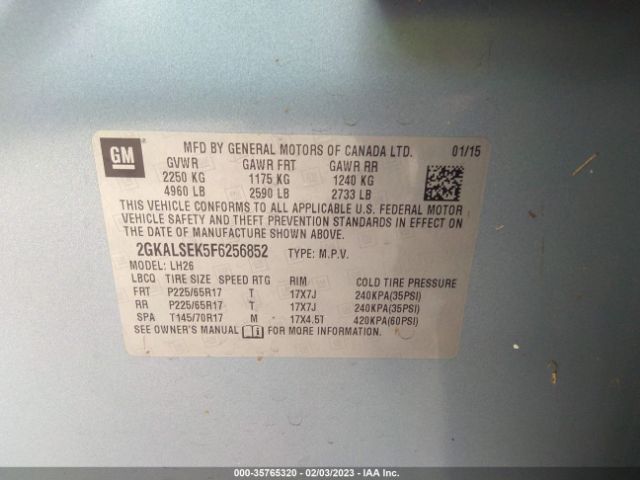 GM
MFD BY GENERAL MOTORS OF CANADA LTD. 01/15
GVWR GAWR FRT GAWR RR
2250 KG 1175 KG 1240 KG
4960 LB 2590 LB 2733 LB
THIS VEHICLE CONFORMS TO ALL APPLICABLE U.S. FEDERAL MOTOR
VEHICLE SAFETY AND THEFT PREVENTION STANDARDS IN EFFECT ON
THE DATE OF MANUFACTURE SHOWN ABOVE.
2GKALSEK5F6256852 TYPE: M.P.V.
MODEL: LH26
LBCQ TIRE SIZE SPEED RTG RIM COLD TIRE PRESSURE
FRT P225/65R17 T 17X7J 240KPA(35PSI)
RR P225/65R17 T 17X7J 240KPA(35PSI)
SPA T145/70R17 M 17X4.5T 420KPA(60PSI)
SEE OWNER'S MANUAL FOR MORE INFORMATION.
000-35765320 - 02/03/2023 - IAA Inc.